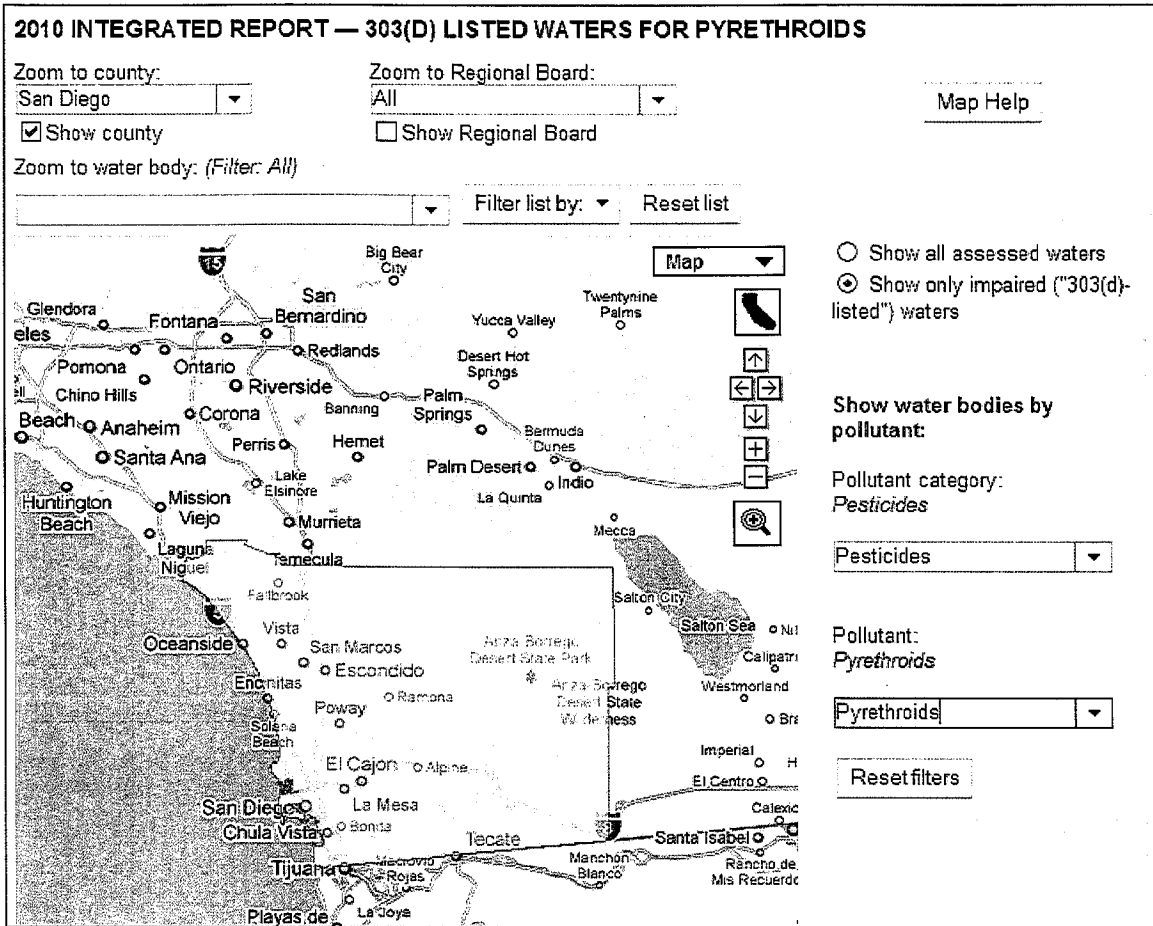 2010 INTEGRATED REPORT — 303(D) LISTED WATERS FOR PYRETHROIDS
Zoom to county:
Zoom to Regional Board:
San Diego
All
Map Help
Show county
Show Regional Board
Zoom to water body: (Filter: All)
Filter list by:
Reset list
Show all assessed waters
Show only impaired ("303(d)-
listed") waters
Show water bodies by
pollutant:
Pollutant category:
Pesticides
Pesticides
Pollutant:
Pyrethroids
Pyrethroids
Reset filters
Map
15
Big Bear
City
Glendora
Fontana
San
Bernardino
Twentynine
Palms
Yucca Valley
eles
Redlands
Pomona
Ontario
Desert Hot
Springs
Chino Hills
Riverside
Banning
Palm
Springs
Beach
Anaheim
Corona
Perris
Hemet
Bermuda
Dunes
Santa Ana
Lake
Elsinore
Palm Desert
Indio
La Quinta
Huntington
Beach
Mission
Viejo
Murrieta
Mecca
Laguna
Niguel
Temecula
Fallbrook
Salton City
Oceanside
Vista
San Marcos
Escondido
Anza-Borrego
Desert State Park
Salton Sea
Calipatri
Encinitas
Ramona
Anza-Borrego
Desert State
Wilderness
Westmorland
Solana
Beach
Poway
Bra
El Cajon
Alpine
Imperial
H
El Centro
San Diego
La Mesa
Calexic
Chula Vista
Bonita
Tecate
Santa Isabel
Tijuana
Maclovio
Rojas
Manchon
Blanco
Rancho de
Mis Recuerdo
Playas de
La Joya